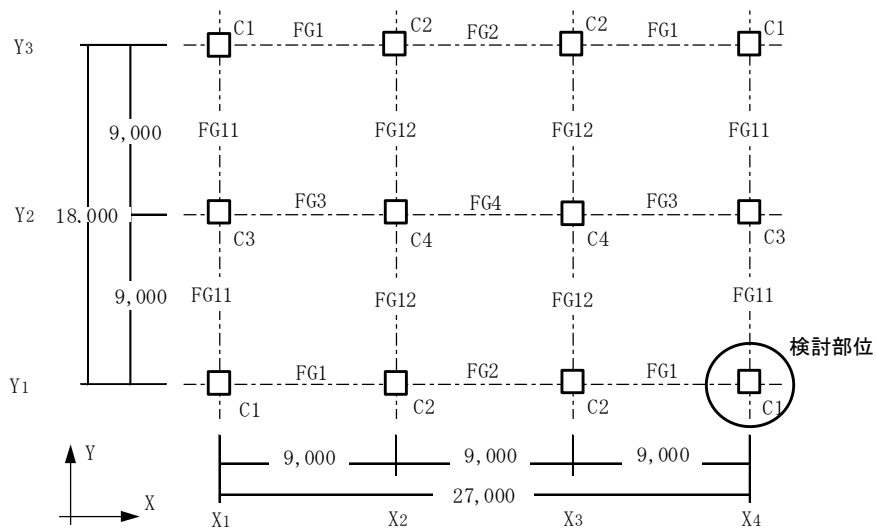 C1 FG1 C2 FG2 C2 FG1 C1
Y3
9,000 FG11 FG12 FG12 FG11
Y2 18,000 FG3 FG4 FG3
C3 C4 C4 C3
9,000 FG11 FG12 FG12 FG11
検討部位
Y1 FG1 FG2 FG1
C1 C2 C2 C1
Y 9,000 9,000 9,000
X 27,000
X1 X2 X3 X4